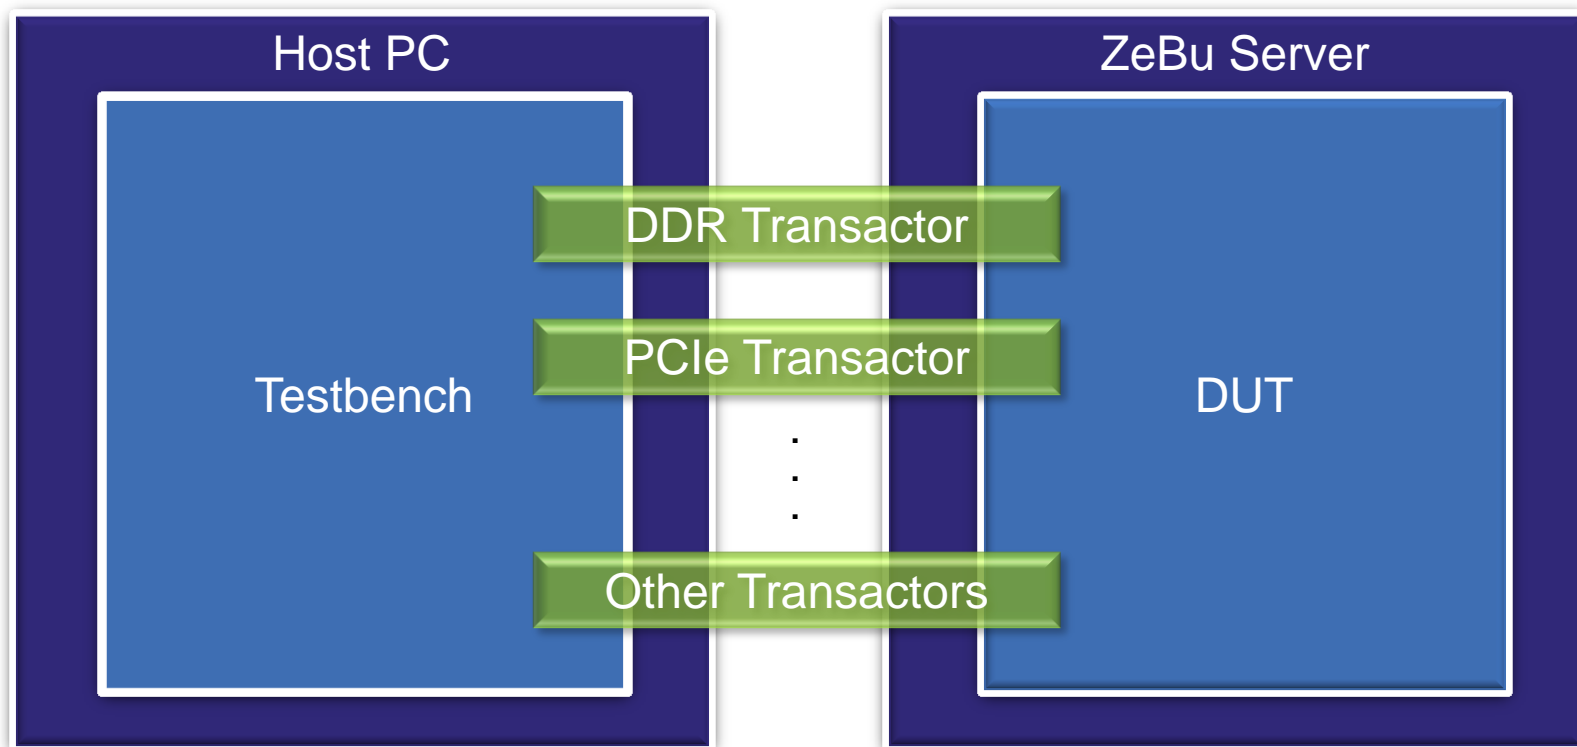 Host PC
ZeBu Server
DDR Transactor
PCIe Transactor
Testbench
DUT
.
.
.
Other Transactors